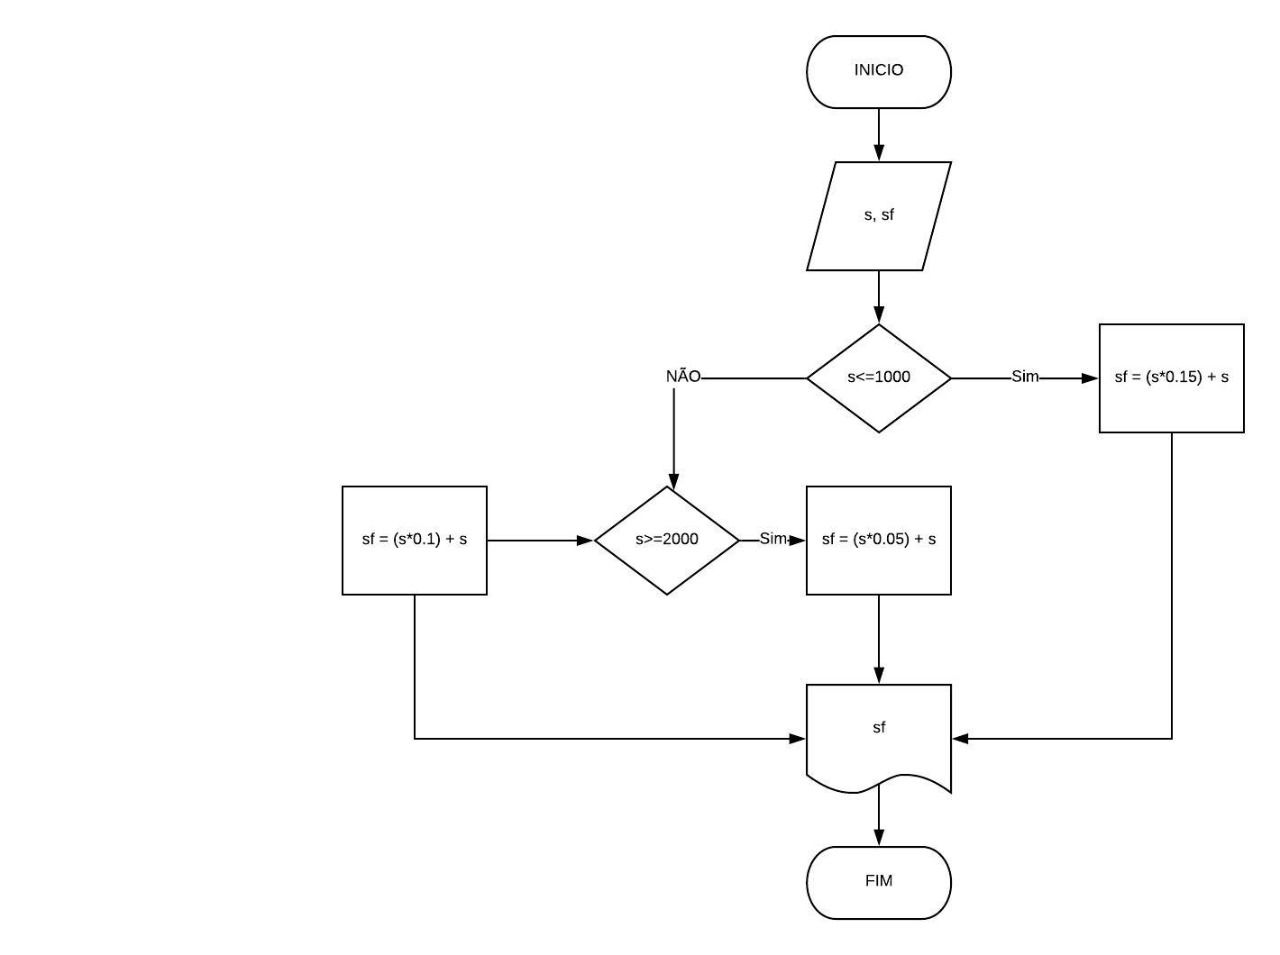 INICIO
s, sf
s<=1000
NÃO
Sim
sf = (s*0.15) + s
sf = (s*0.1) + s
s>=2000
Sim
sf = (s*0.05) + s
sf
FIM